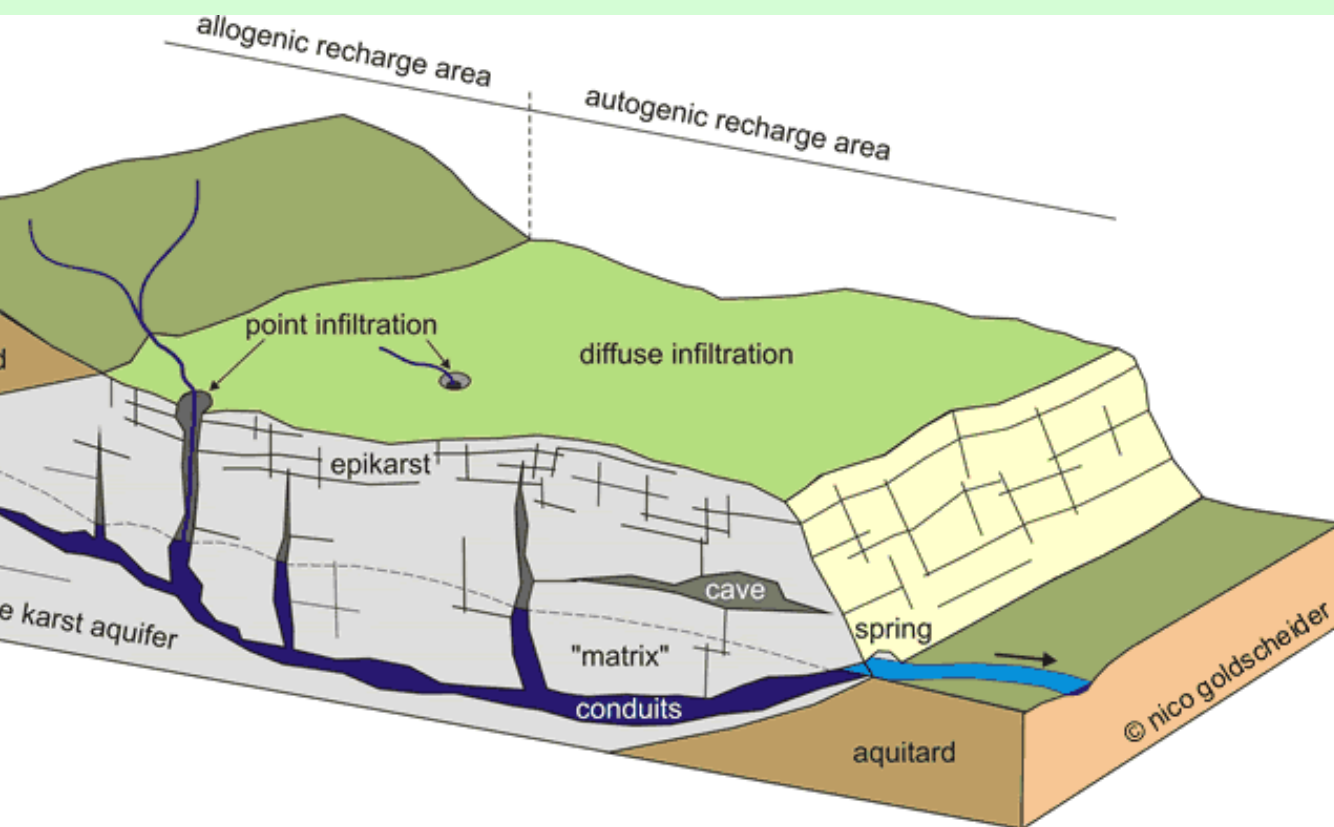 allogenic recharge area
autogenic recharge area
point infiltration
diffuse infiltration
d
epikarst
cave
e karst aquifer
"matrix"
spring
conduits
aquitard
© nico goldscheider